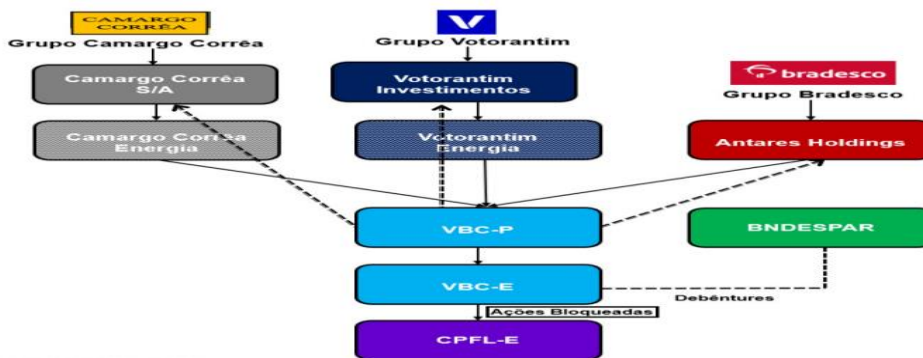 CAMARGO
CORRÊA
Grupo Camargo Corrêa
V
Grupo Votorantim
bradesco
Grupo Bradesco
Camargo Corrêa
S/A
Votorantim
Investimentos
Camargo Corrêa
Energia
Votorantim
Energia
Antares Holdings
VBC-P
BNDESPAR
VBC-E
Debêntures
Ações Bloqueadas
CPFL-E